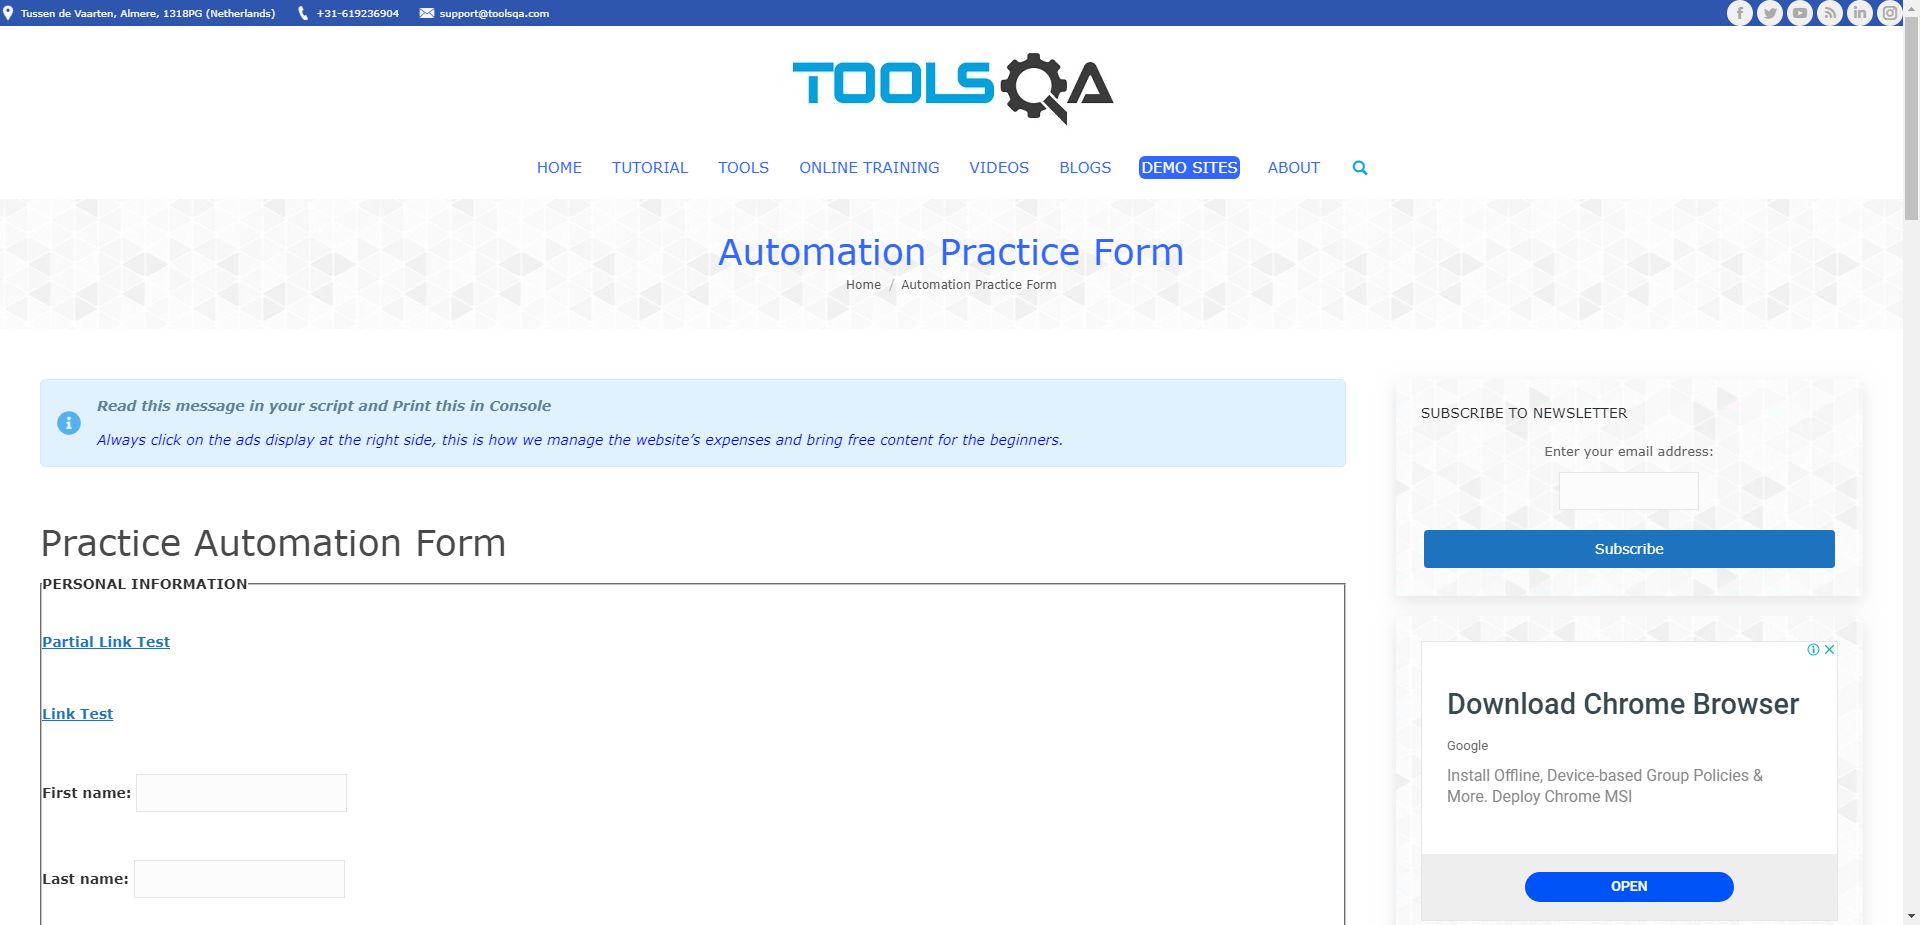 Tussen de Vaarten, Almere, 1318PG (Netherlands) +31-619236904 support@toolsqa.com
TOOLSQA
HOME TUTORIAL TOOLS ONLINE TRAINING VIDEOS BLOGS DEMO SITES ABOUT
Automation Practice Form
Home / Automation Practice Form
Read this message in your script and Print this in Console
Always click on the ads display at the right side, this is how we manage the website’s expenses and bring free content for the beginners.
Practice Automation Form
PERSONAL INFORMATION
Partial Link Test
Link Test
First name:
Last name:
SUBSCRIBE TO NEWSLETTER
Enter your email address:
Subscribe
Download Chrome Browser
Google
Install Offline, Device-based Group Policies &
More. Deploy Chrome MSI
OPEN